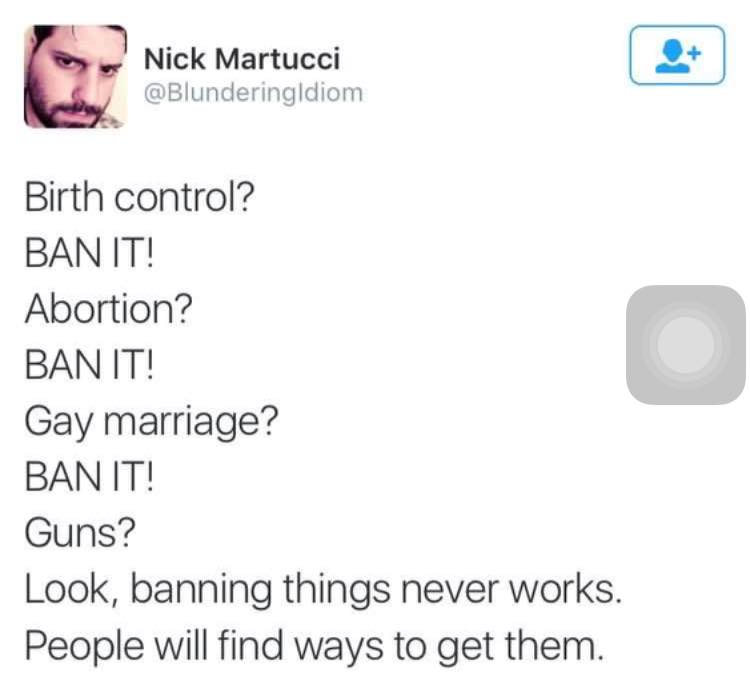 Nick Martucci
@BlunderingIdiom
Birth control?
BAN IT!
Abortion?
BAN IT!
Gay marriage?
BAN IT!
Guns?
Look, banning things never works.
People will find ways to get them.